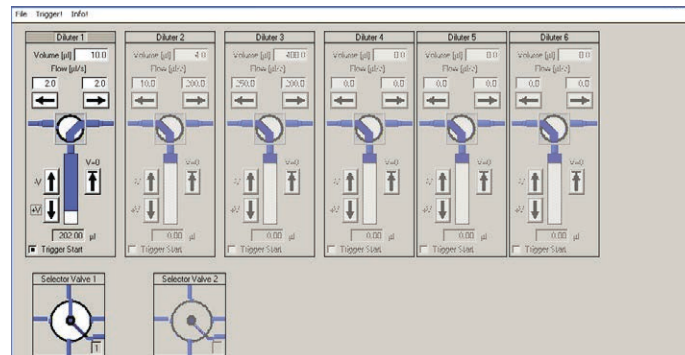 File Trigger! Info!
Diluter 1 Diluter 2 Diluter 3 Diluter 4 Diluter 5 Diluter 6
Volume [µl] 10.0 Volume [µl] 4.0 Volume [µl] 400.0 Volume [µl] 0.0 Volume [µl] 0.0 Volume [µl] 0.0
Flow [µl/s] Flow [µl/s] Flow [µl/s] Flow [µl/s] Flow [µl/s] Flow [µl/s]
2.0 2.0 10.0 200.0 250.0 200.0 0.0 0.0 0.0 0.0 0.0 0.0
V=0 V=0 V=0 V=0 V=0 V=0
-V -V -V -V -V -V
+V +V +V +V +V +V
202.00 µl 0.00 µl 0.00 µl 0.00 µl 0.00 µl 0.00 µl
Trigger Start Trigger Start Trigger Start Trigger Start Trigger Start Trigger Start
Selector Valve 1 Selector Valve 2
1